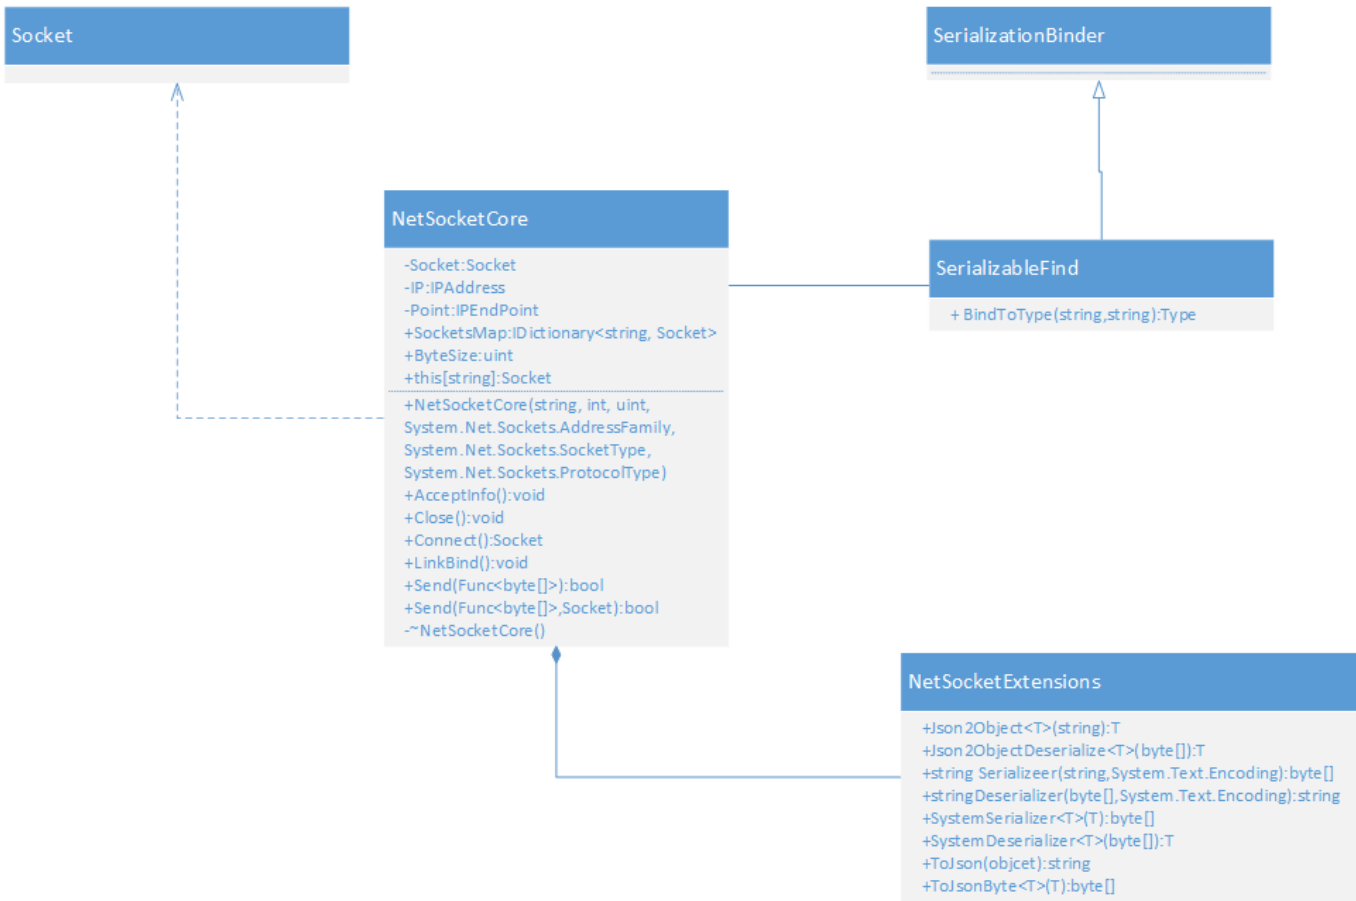 Socket
SerializationBinder
NetSocketCore
-Socket:Socket
-IP:IPAddress
-Point:IPEndPoint
+SocketsMap:IDictionary<string, Socket>
+ByteSize:uint
+this[string]:Socket
+NetSocketCore(string, int, uint,
System.Net.Sockets.AddressFamily,
System.Net.Sockets.SocketType,
System.Net.Sockets.ProtocolType)
+AcceptInfo():void
+Close():void
+Connect():Socket
+LinkBind():void
+Send(Func<byte[]>):bool
+Send(Func<byte[]>,Socket):bool
-~NetSocketCore()
SerializableFind
+ BindToType(string,string):Type
NetSocketExtensions
+Json2Object<T>(string):T
+Json2ObjectDeserialize<T>(byte[]):T
+string Serializeer(string,System.Text.Encoding):byte[]
+stringDeserializer(byte[],System.Text.Encoding):string
+SystemSerializer<T>(T):byte[]
+SystemDeserializer<T>(byte[]):T
+ToJson(objcet):string
+ToJsonByte<T>(T):byte[]